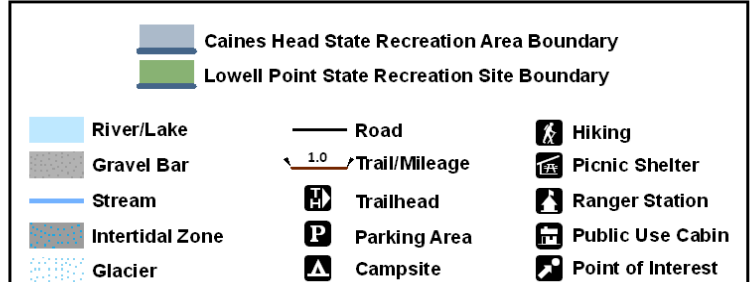 Caines Head State Recreation Area Boundary
Lowell Point State Recreation Site Boundary
River/Lake
Gravel Bar
Stream
Intertidal Zone
Glacier
Road
1.0 Trail/Mileage
TH Trailhead
P Parking Area
Campsite
Hiking
Picnic Shelter
Ranger Station
Public Use Cabin
Point of Interest